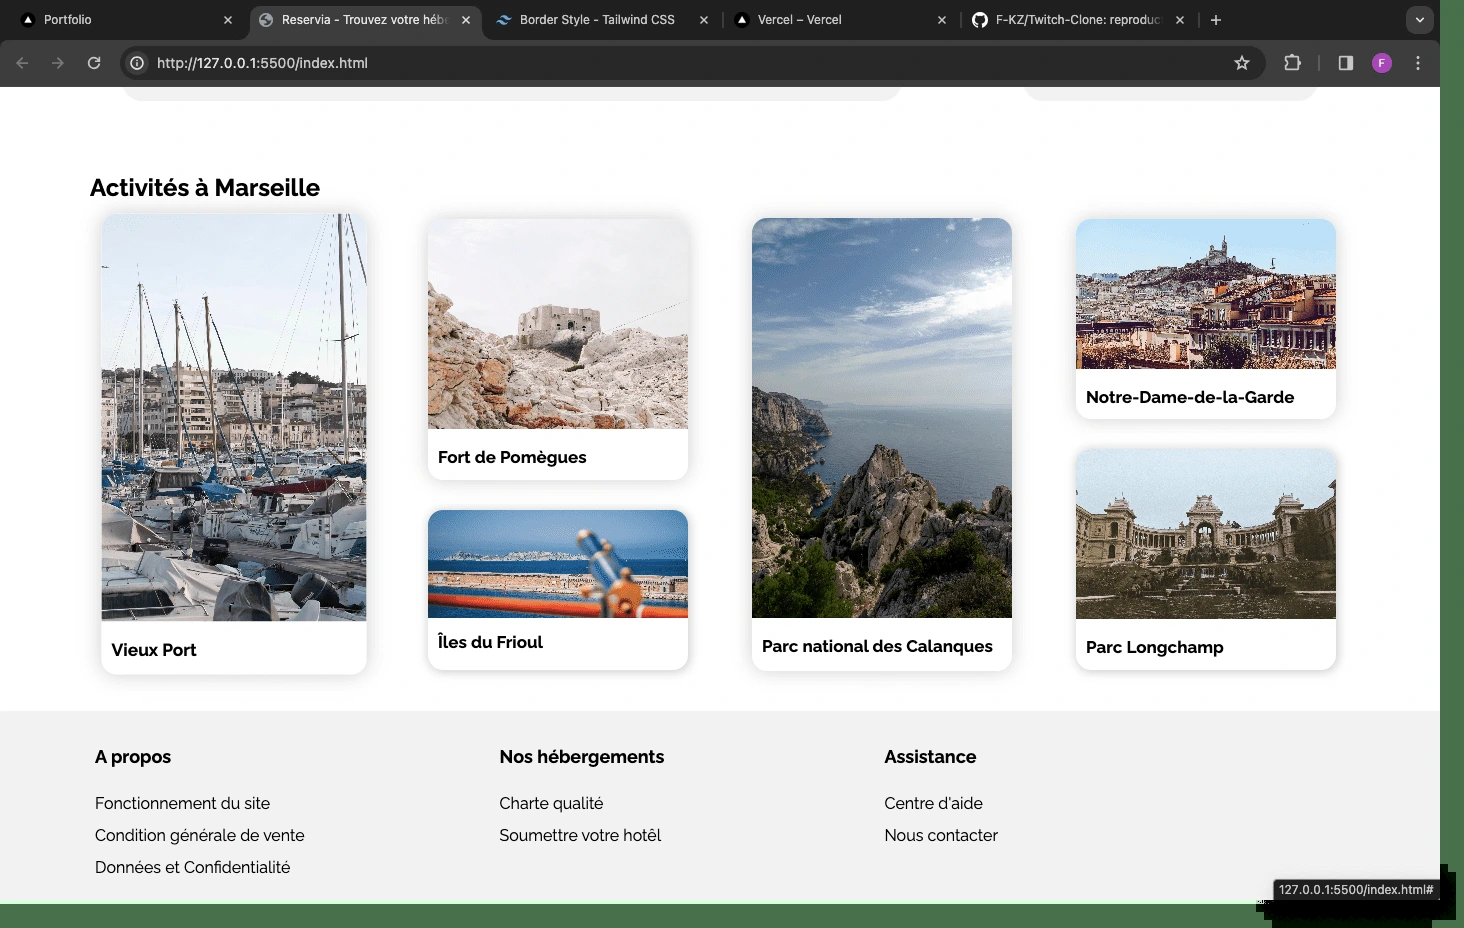 Portfolio
Reservia - Trouvez votre hébe
Border Style - Tailwind CSS
Vercel – Vercel
F-KZ/Twitch-Clone: reproduc
http://127.0.0.1:5500/index.html
F
Activités à Marseille
Vieux Port
Fort de Pomègues
Îles du Frioul
Parc national des Calanques
Notre-Dame-de-la-Garde
Parc Longchamp
A propos
Fonctionnement du site
Condition générale de vente
Données et Confidentialité
Nos hébergements
Charte qualité
Soumettre votre hotêl
Assistance
Centre d'aide
Nous contacter
127.0.0.1:5500/index.html#